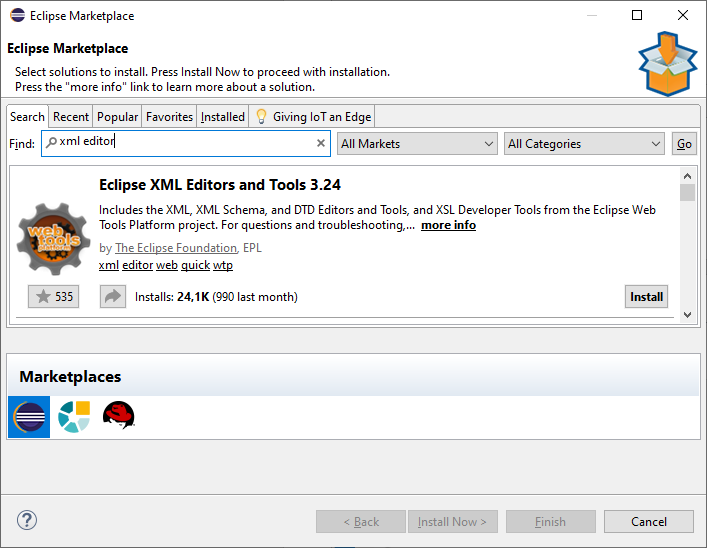 Eclipse Marketplace
Eclipse Marketplace
Select solutions to install. Press Install Now to proceed with installation.
Press the "more info" link to learn more about a solution.
Search Recent Popular Favorites Installed Giving IoT an Edge
Find: xml editor All Markets All Categories Go
Eclipse XML Editors and Tools 3.24
Includes the XML, XML Schema, and DTD Editors and Tools, and XSL Developer Tools from the Eclipse Web
Tools Platform project. For questions and troubleshooting,... more info
by The Eclipse Foundation, EPL
xml editor web quick wtp
web
tools
platform
535 Installs: 24,1K (990 last month) Install
Marketplaces
? < Back Install Now > Finish Cancel